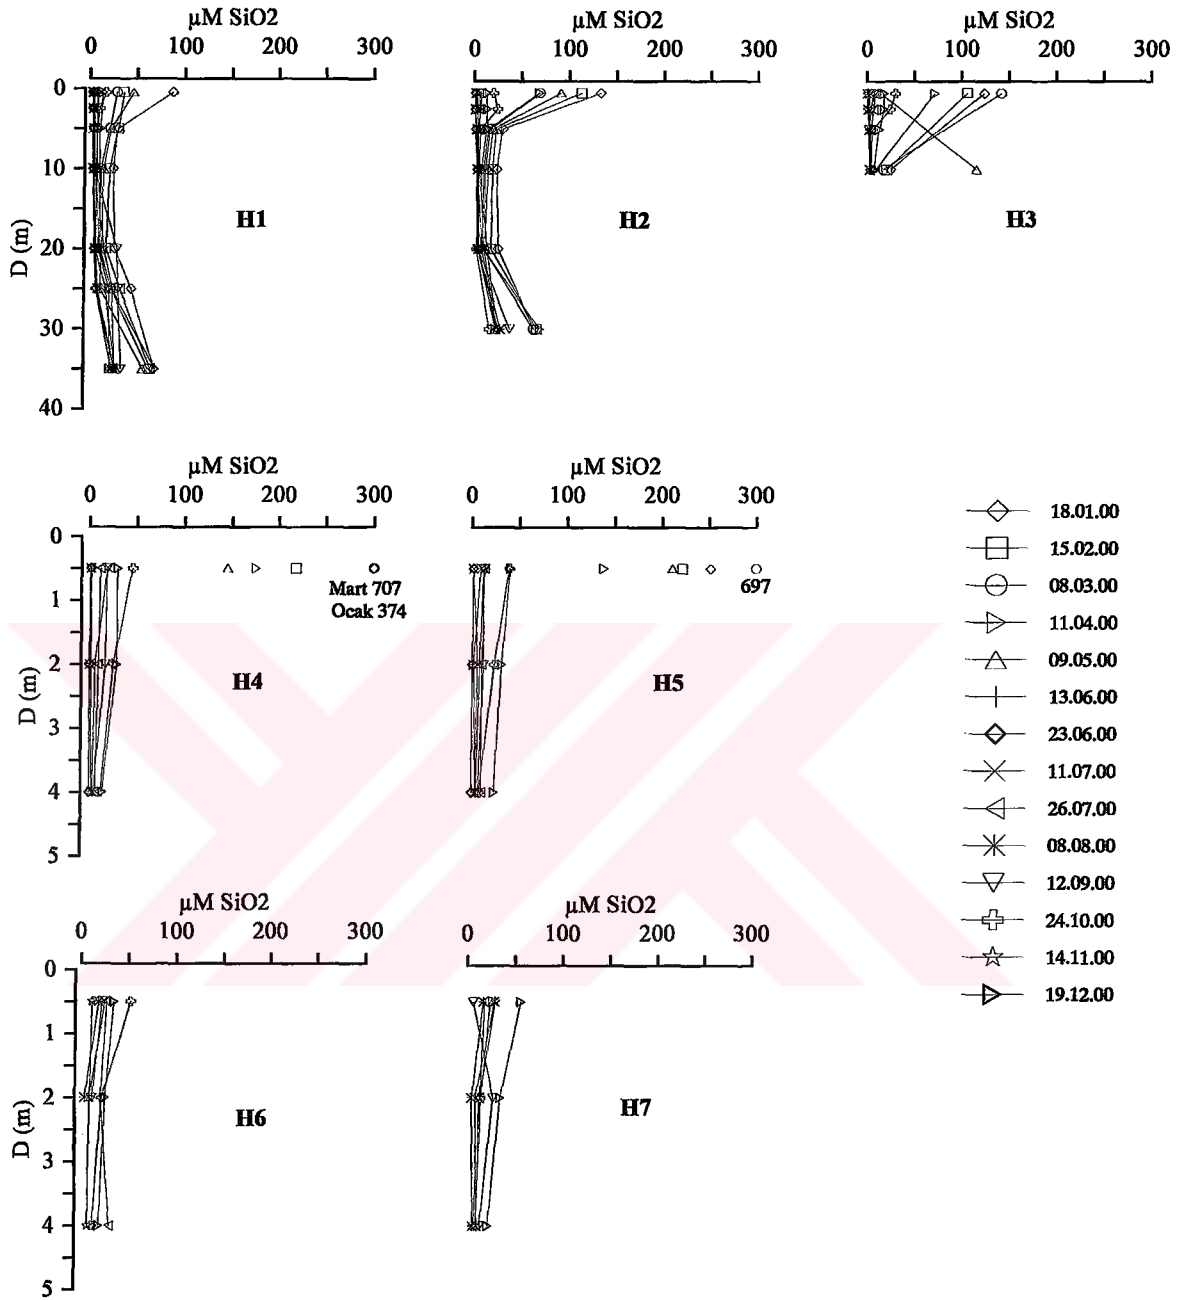 µM SiO2
0 100 200 300
0
10
20
30
40
D (m)
H1
µM SiO2
0 100 200 300
H2
µM SiO2
0 100 200 300
H3
µM SiO2
0 100 200 300
0
1
2
3
4
5
D (m)
Mart 707
Ocak 374
H4
µM SiO2
0 100 200 300
697
H5
18.01.00
15.02.00
08.03.00
11.04.00
09.05.00
13.06.00
23.06.00
11.07.00
26.07.00
08.08.00
12.09.00
24.10.00
14.11.00
19.12.00
µM SiO2
0 100 200 300
0
1
2
3
4
5
D (m)
H6
µM SiO2
0 100 200 300
H7